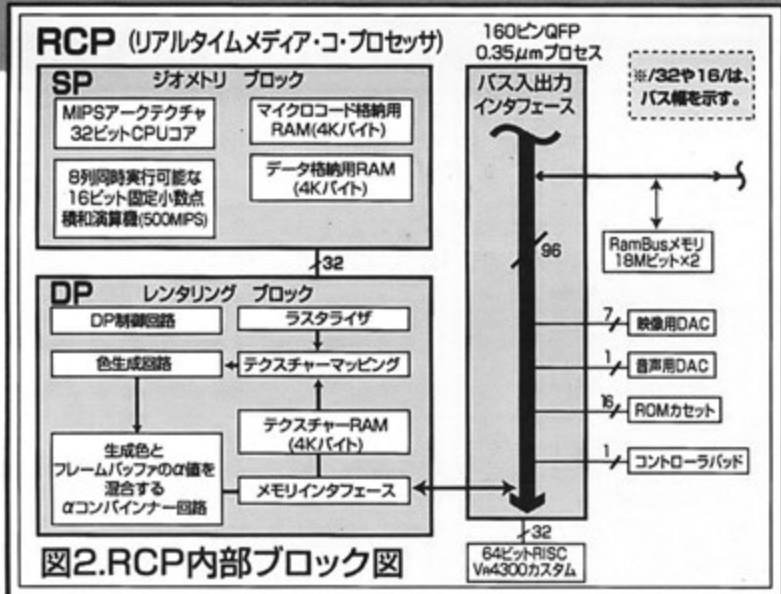 RCP (リアルタイムメディア・コ・プロセッサ)
SP ジオメトリ ブロック
MIPSアークテクチャ
32ビットCPUコア
マイクロコード格納用
RAM(4Kバイト)
8列同時実行可能な
16ビット固定小数点
積和演算機(500MIPS)
データ格納用RAM
(4Kバイト)
32
DP レンタリング ブロック
DP制御回路
ラスタライザ
色生成回路
テクスチャーマッピング
テクスチャーRAM
(4Kバイト)
生成色と
フレームバッファのα値を
混合する
αコンバインナー回路
メモリインタフェース
160ピンQFP
0.35μmプロセス
バス入出力
インタフェース
96
※/32や16/は、
バス幅を示す。
RamBusメモリ
18Mビット×2
7 映像用DAC
1 音声用DAC
16 ROMカセット
1 コントローラパッド
32
64ビットRISC
VR4300カスタム
図2.RCP内部ブロック図